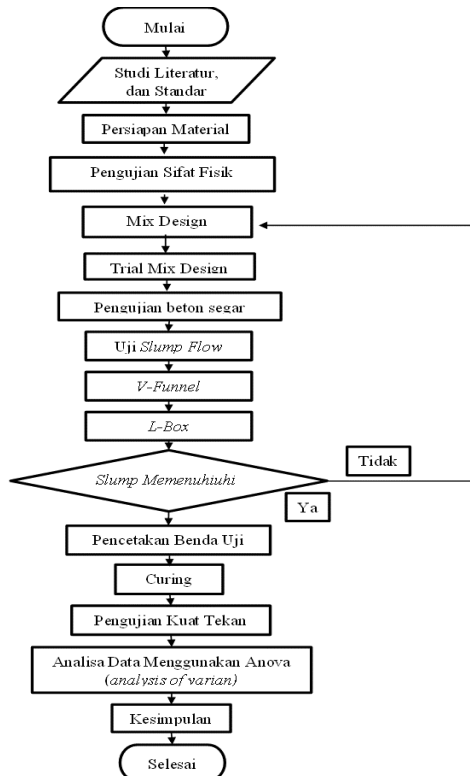 Mulai
Studi Literatur,
dan Standar
Persiapan Material
Pengujian Sifat Fisik
Mix Design
Trial Mix Design
Pengujian beton segar
Uji Slump Flow
V-Funnel
L-Box
Slump Memenuhiuhi
Tidak
Ya
Pencetakan Benda Uji
Curing
Pengujian Kuat Tekan
Analisa Data Menggunakan Anova
(analysis of varian)
Kesimpulan
Selesai